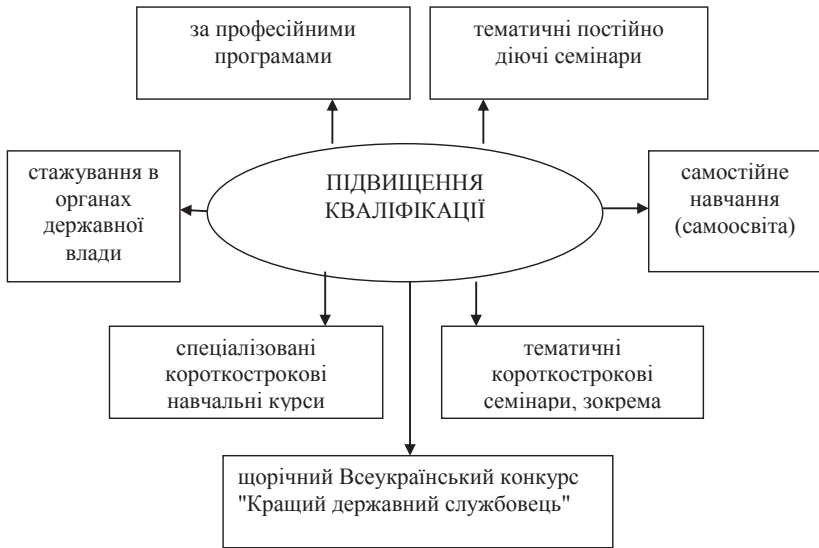 за професійними
програмами
тематичні постійно
діючі семінари
стажування в
органах
державної
влади
ПІДВИЩЕННЯ
КВАЛІФІКАЦІЇ
самостійне
навчання
(самоосвіта)
спеціалізовані
короткострокові
навчальні курси
тематичні
короткострокові
семінари, зокрема
щорічний Всеукраїнський конкурс
"Кращий державний службовець"